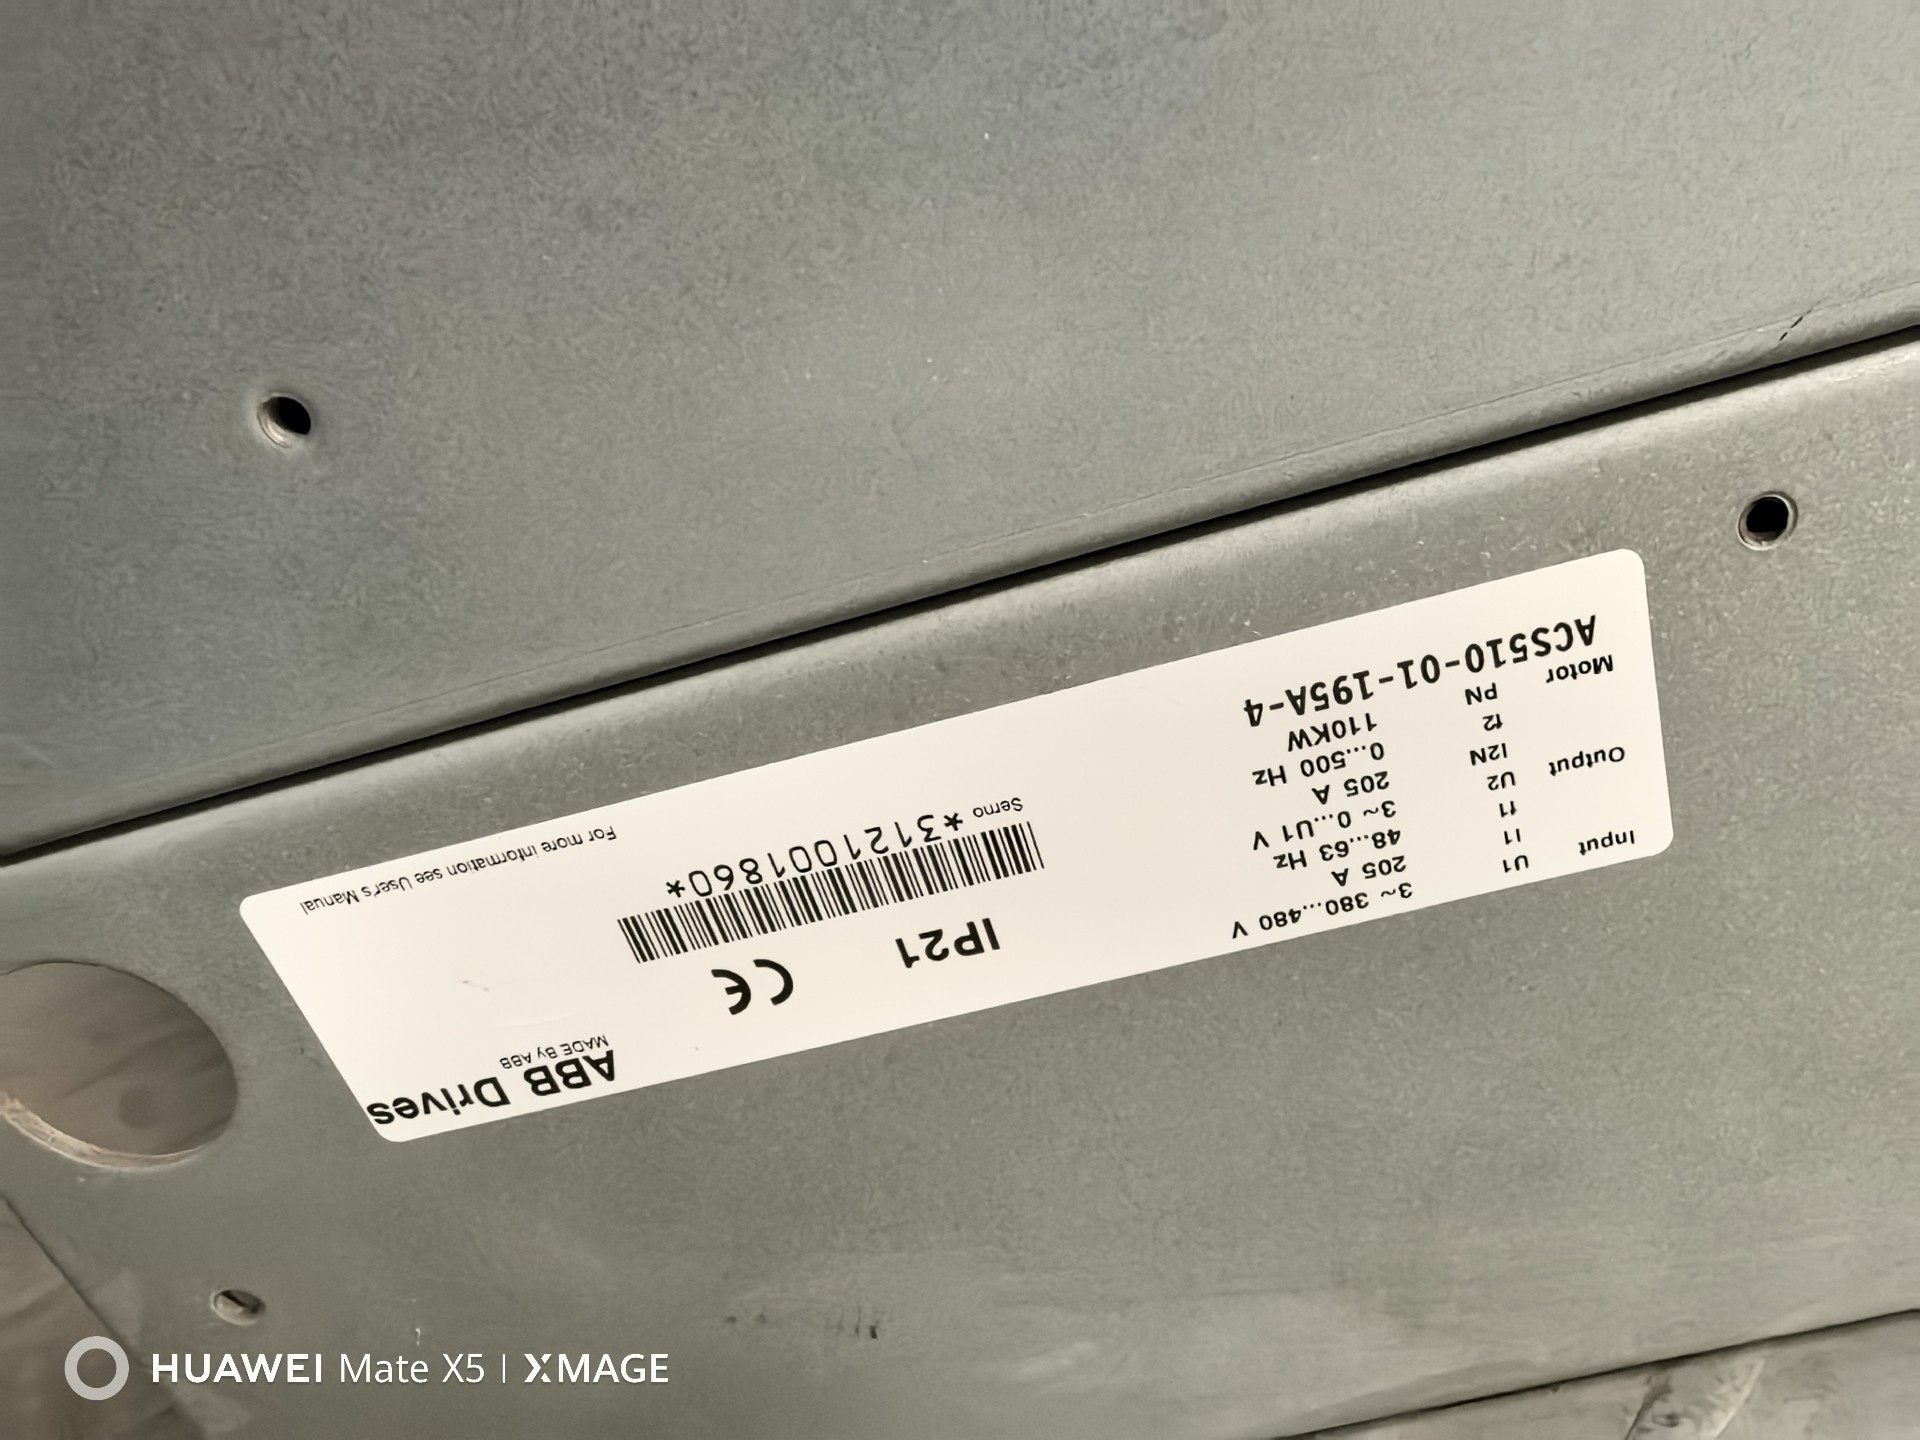 ABB Drives
MADE By ABB
CE
IP21
Input U1 3~ 380...480 V
I1 205 A
f1 48...63 Hz
Output U2 3~ 0...U1 V
I2N 205 A
f2 0...500 Hz
Motor PN 110KW
ACS510-01-195A-4
Serno *3121001860*
For more information see User's Manual
HUAWEI Mate X5 | XMAGE